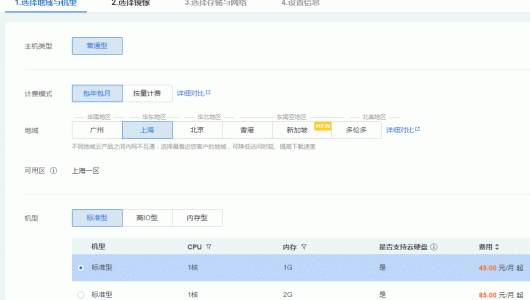 1.选择地域与机型 2.选择镜像 3.选择存储与网络 4.设置信息
主机类型 普通型
计费模式 包年包月 按量计费 详细对比
华南地区 华东地区 华北地区 东南亚地区 北美地区
地域 广州 上海 北京 香港 新加坡 NEW 多伦多 详细对比
不同地域云产品之间内网不互通；选择最靠近您客户的地域，可降低访问时延、提高下载速度
可用区 上海一区
机型 标准型 高IO型 内存型
机型 CPU 内存 是否支持云硬盘 费用
标准型 1核 1G 是 45.00 元/月 起
标准型 1核 2G 是 85.00 元/月 起